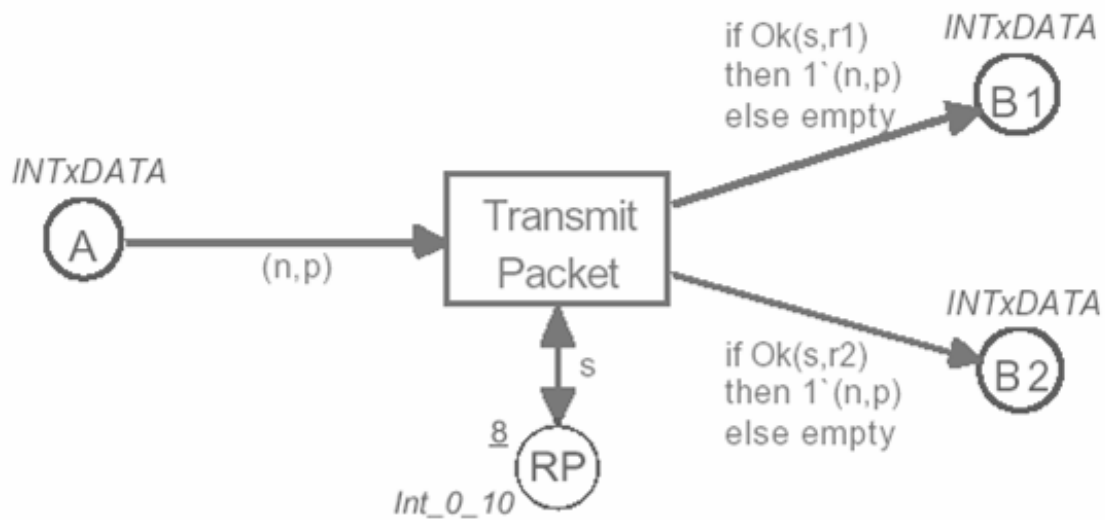 INTxDATA
A
(n,p)
Transmit
Packet
s
8
RP
Int_0_10
if Ok(s,r1)
then 1`(n,p)
else empty
INTxDATA
B1
INTxDATA
B2
if Ok(s,r2)
then 1`(n,p)
else empty